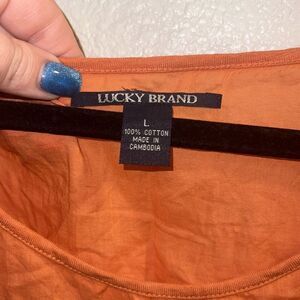 LUCKY BRAND
L
100% COTTON
MADE IN
CAMBODIA